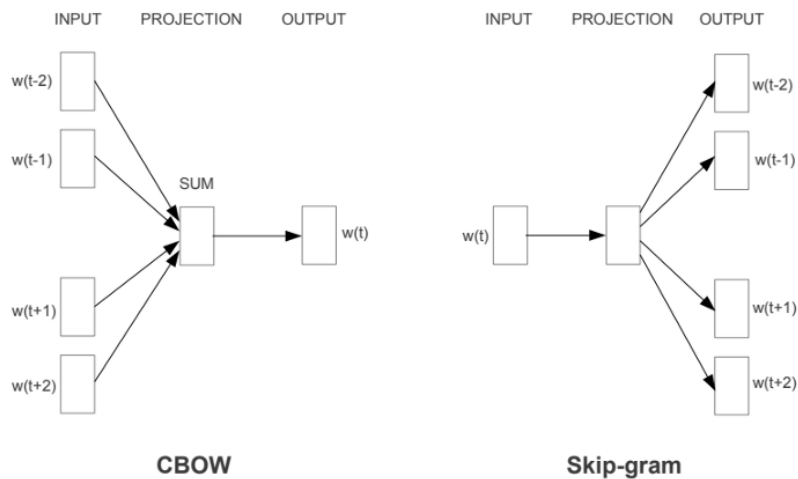 INPUT PROJECTION OUTPUT
w(t-2)
w(t-1)
SUM
w(t)
w(t+1)
w(t+2)
CBOW
INPUT PROJECTION OUTPUT
w(t-2)
w(t-1)
w(t)
w(t+1)
w(t+2)
Skip-gram